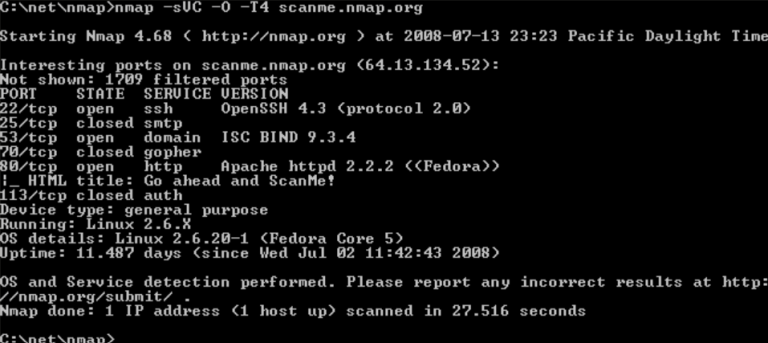 C:\net\nmap>nmap -sVC -O -T4 scanme.nmap.org
Starting Nmap 4.68 ( http://nmap.org ) at 2008-07-13 23:23 Pacific Daylight Time
Interesting ports on scanme.nmap.org (64.13.134.52):
Not shown: 1709 filtered ports
PORT    STATE  SERVICE VERSION
22/tcp  open   ssh     OpenSSH 4.3 (protocol 2.0)
25/tcp  closed smtp
53/tcp  open   domain  ISC BIND 9.3.4
70/tcp  closed gopher
80/tcp  open   http    Apache httpd 2.2.2 ((Fedora))
|_ HTML title: Go ahead and ScanMe!
113/tcp closed auth
Device type: general purpose
Running: Linux 2.6.X
OS details: Linux 2.6.20-1 (Fedora Core 5)
Uptime: 11.487 days (since Wed Jul 02 11:42:43 2008)
OS and Service detection performed. Please report any incorrect results at http:
//nmap.org/submit/ .
Nmap done: 1 IP address (1 host up) scanned in 27.516 seconds
C:\net\nmap>